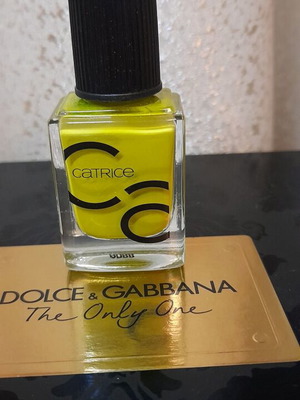 CATRICE
DOLCE & GABBANA
The Only One